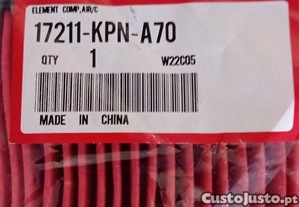 ELEMENT COMP,AIR/C
17211-KPN-A70
QTY 1 W22C05
MADE IN CHINA
CustoJusto.pt